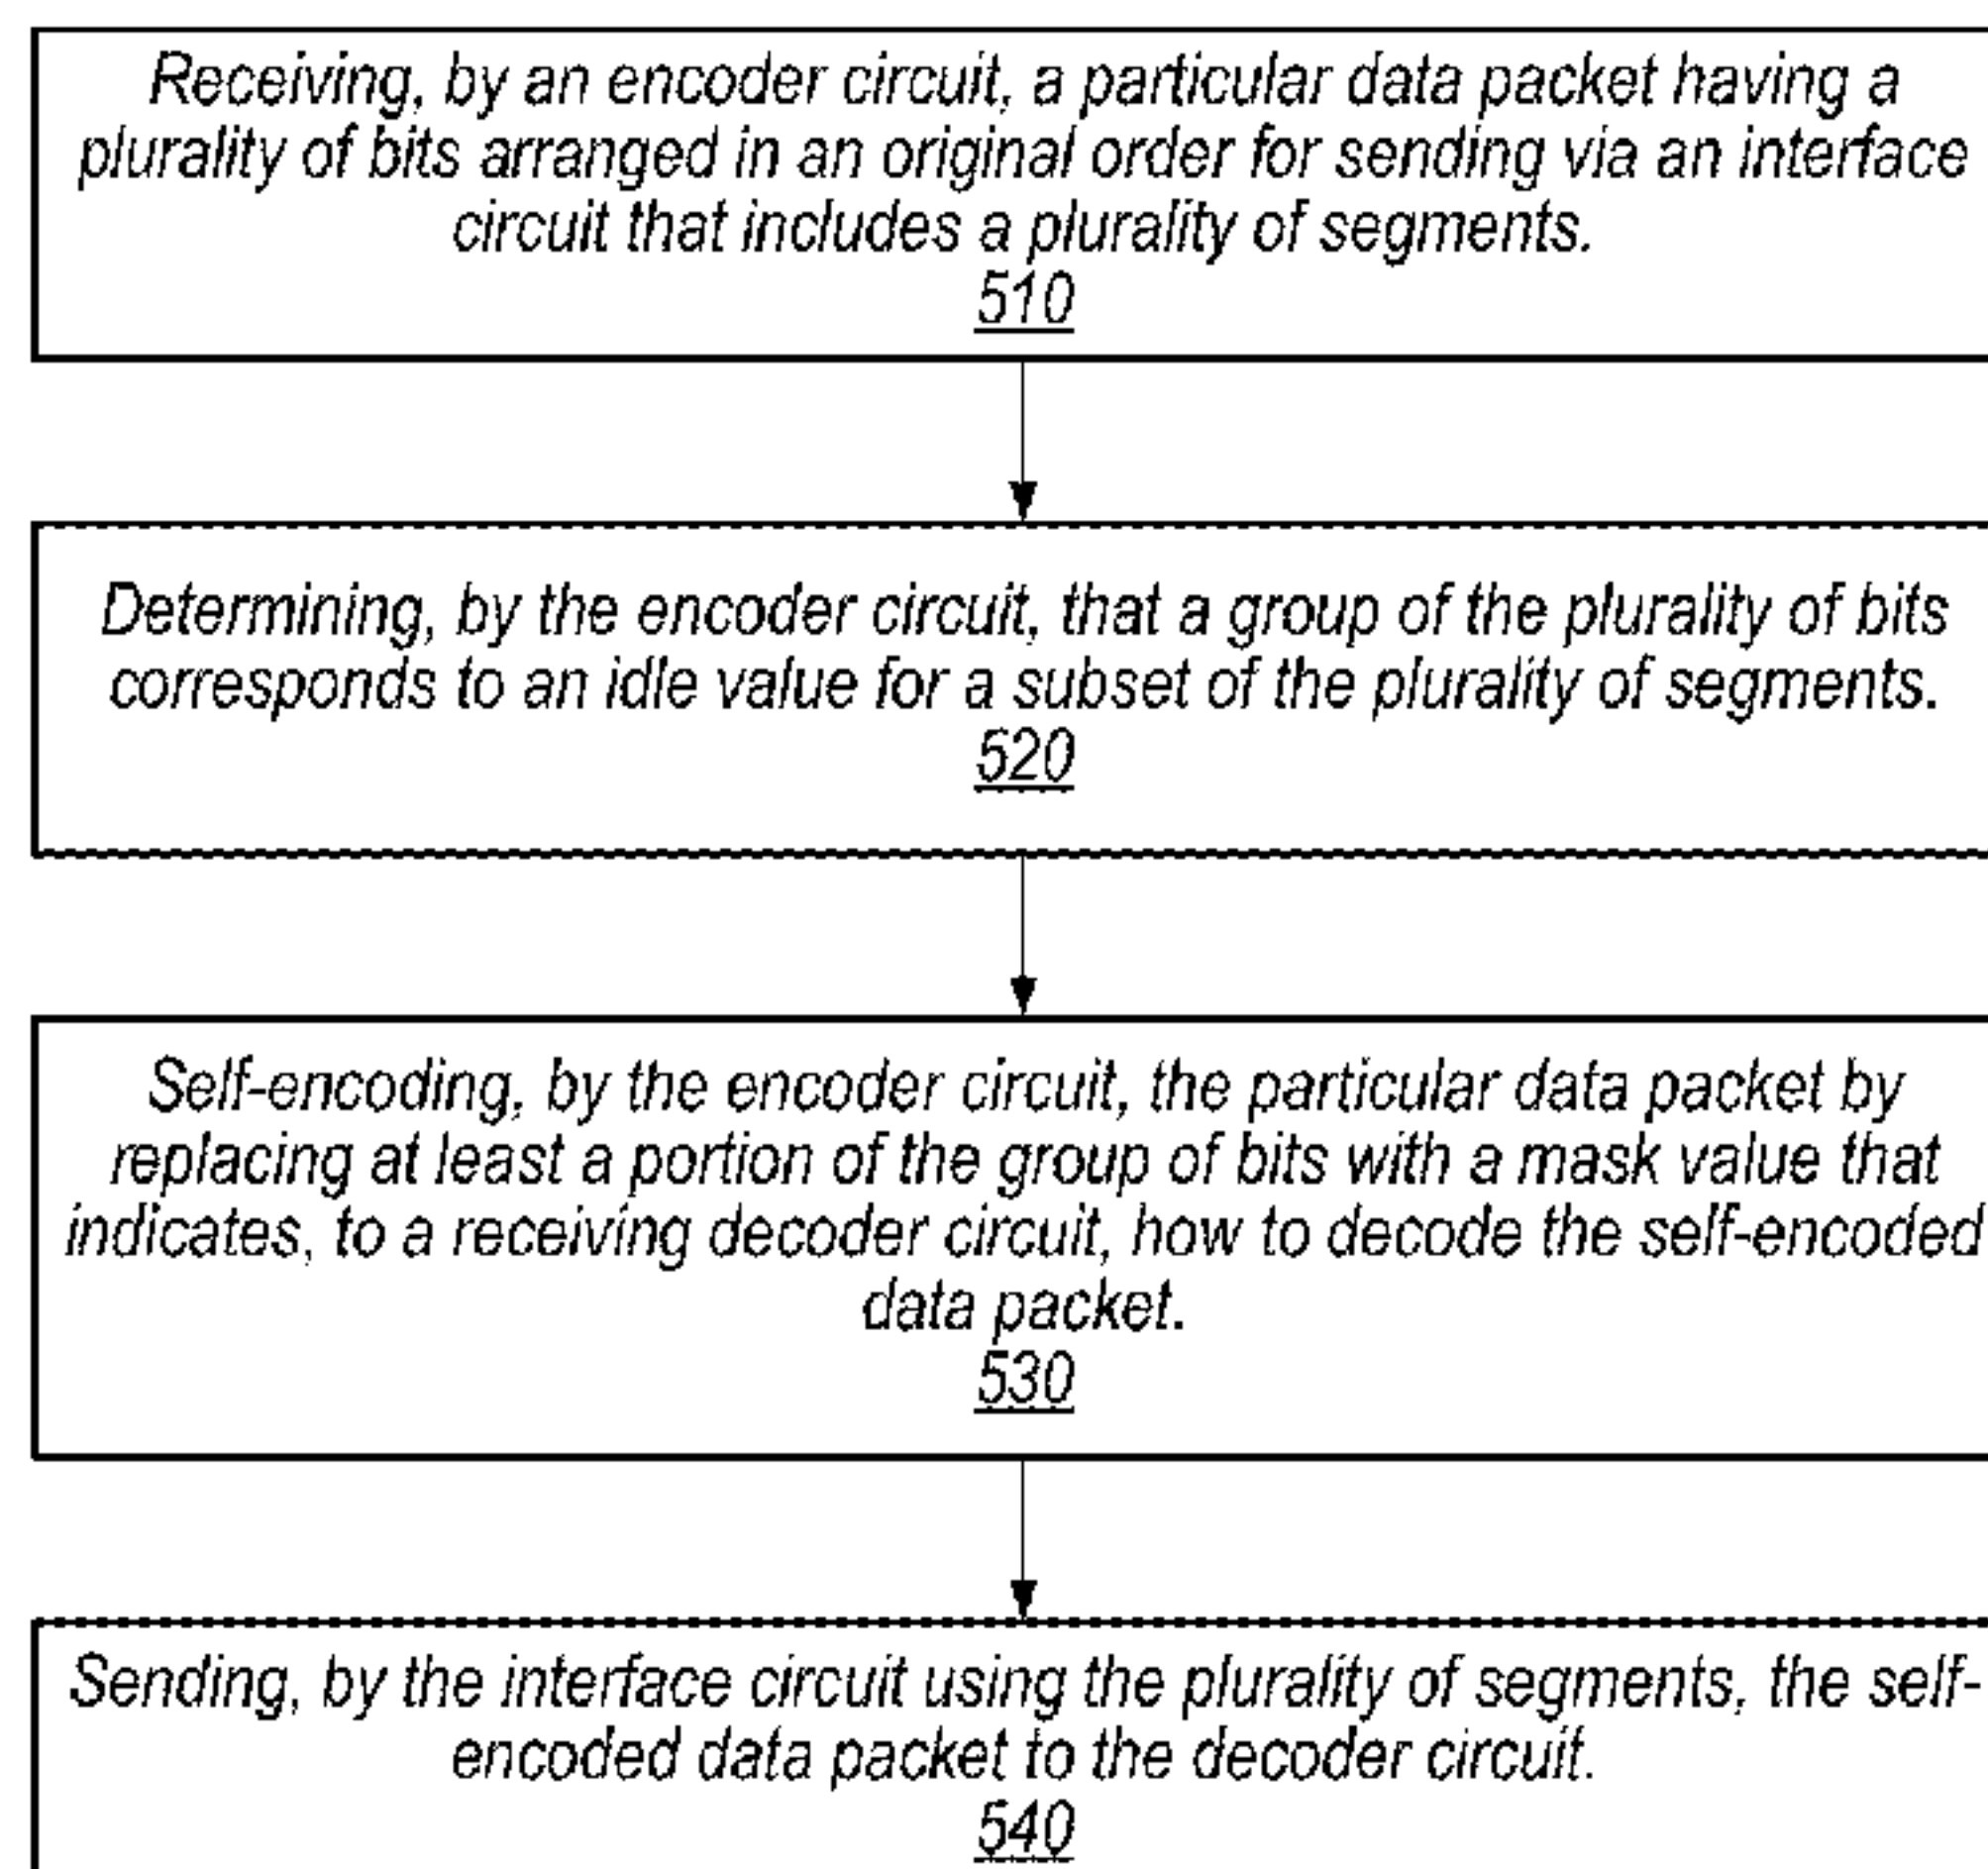 Receiving, by an encoder circuit, a particular data packet having a
plurality of bits arranged in an original order for sending via an interface
circuit that includes a plurality of segments.
510
Determining, by the encoder circuit, that a group of the plurality of bits
corresponds to an idle value for a subset of the plurality of segments.
520
Self-encoding, by the encoder circuit, the particular data packet by
replacing at least a portion of the group of bits with a mask value that
indicates, to a receiving decoder circuit, how to decode the self-encoded
data packet.
530
Sending, by the interface circuit using the plurality of segments, the self-
encoded data packet to the decoder circuit.
540